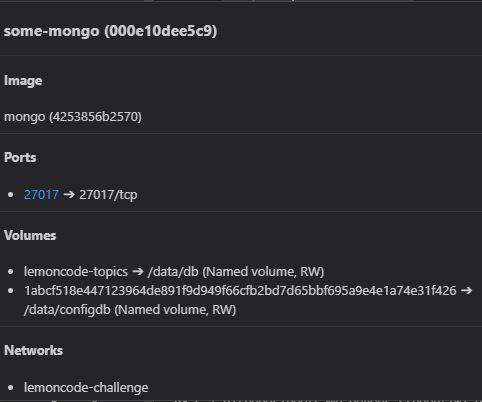 some-mongo (000e10dee5c9)
Image
mongo (4253856b2570)
Ports
• 27017 ➔ 27017/tcp
Volumes
• lemoncode-topics ➔ /data/db (Named volume, RW)
• 1abcf518e447123964de891f9d949f66cfb2bd7d65bbf695a9e4e1a74e31f426 ➔
/data/configdb (Named volume, RW)
Networks
• lemoncode-challenge